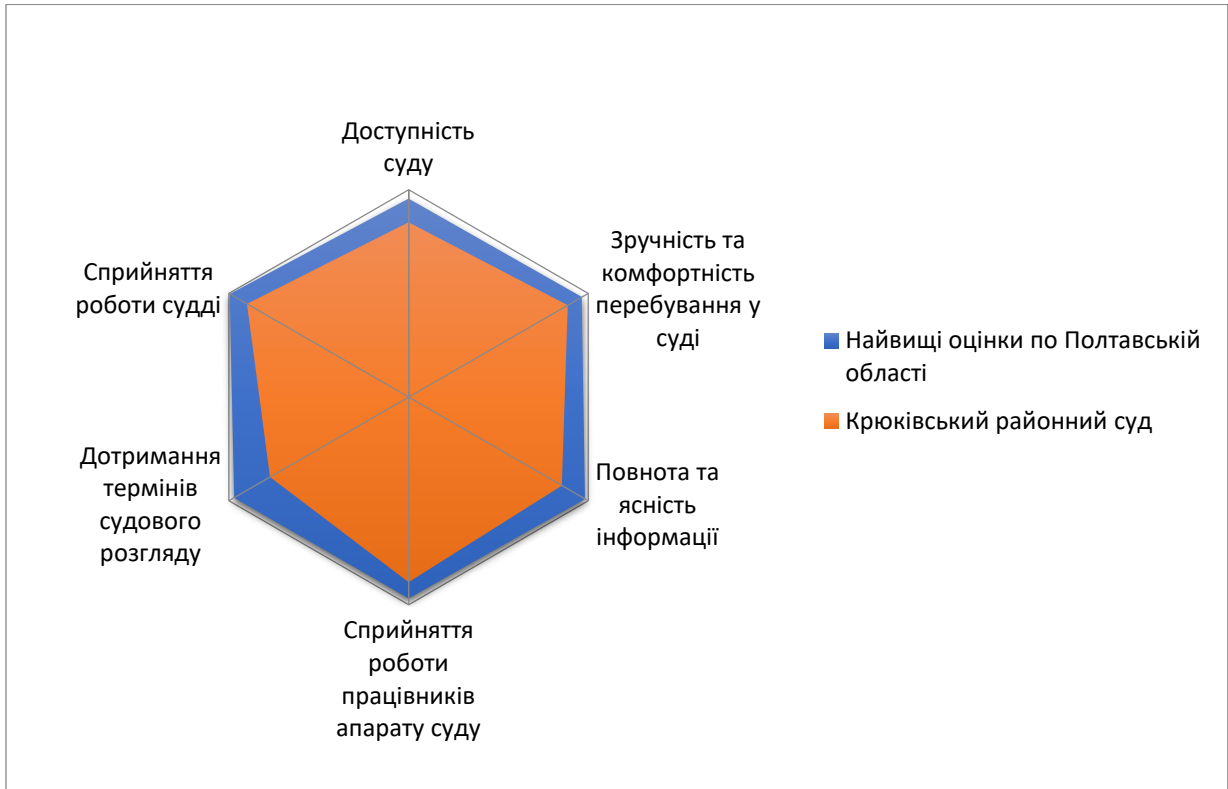 Доступність
суду
Зручність та
комфортність
перебування у
суді
Повнота та
ясність
інформації
Сприйняття
роботи
працівників
апарату суду
Дотримання
термінів
судового
розгляду
Сприйняття
роботи судді
Найвищі оцінки по Полтавській
області
Крюківський районний суд